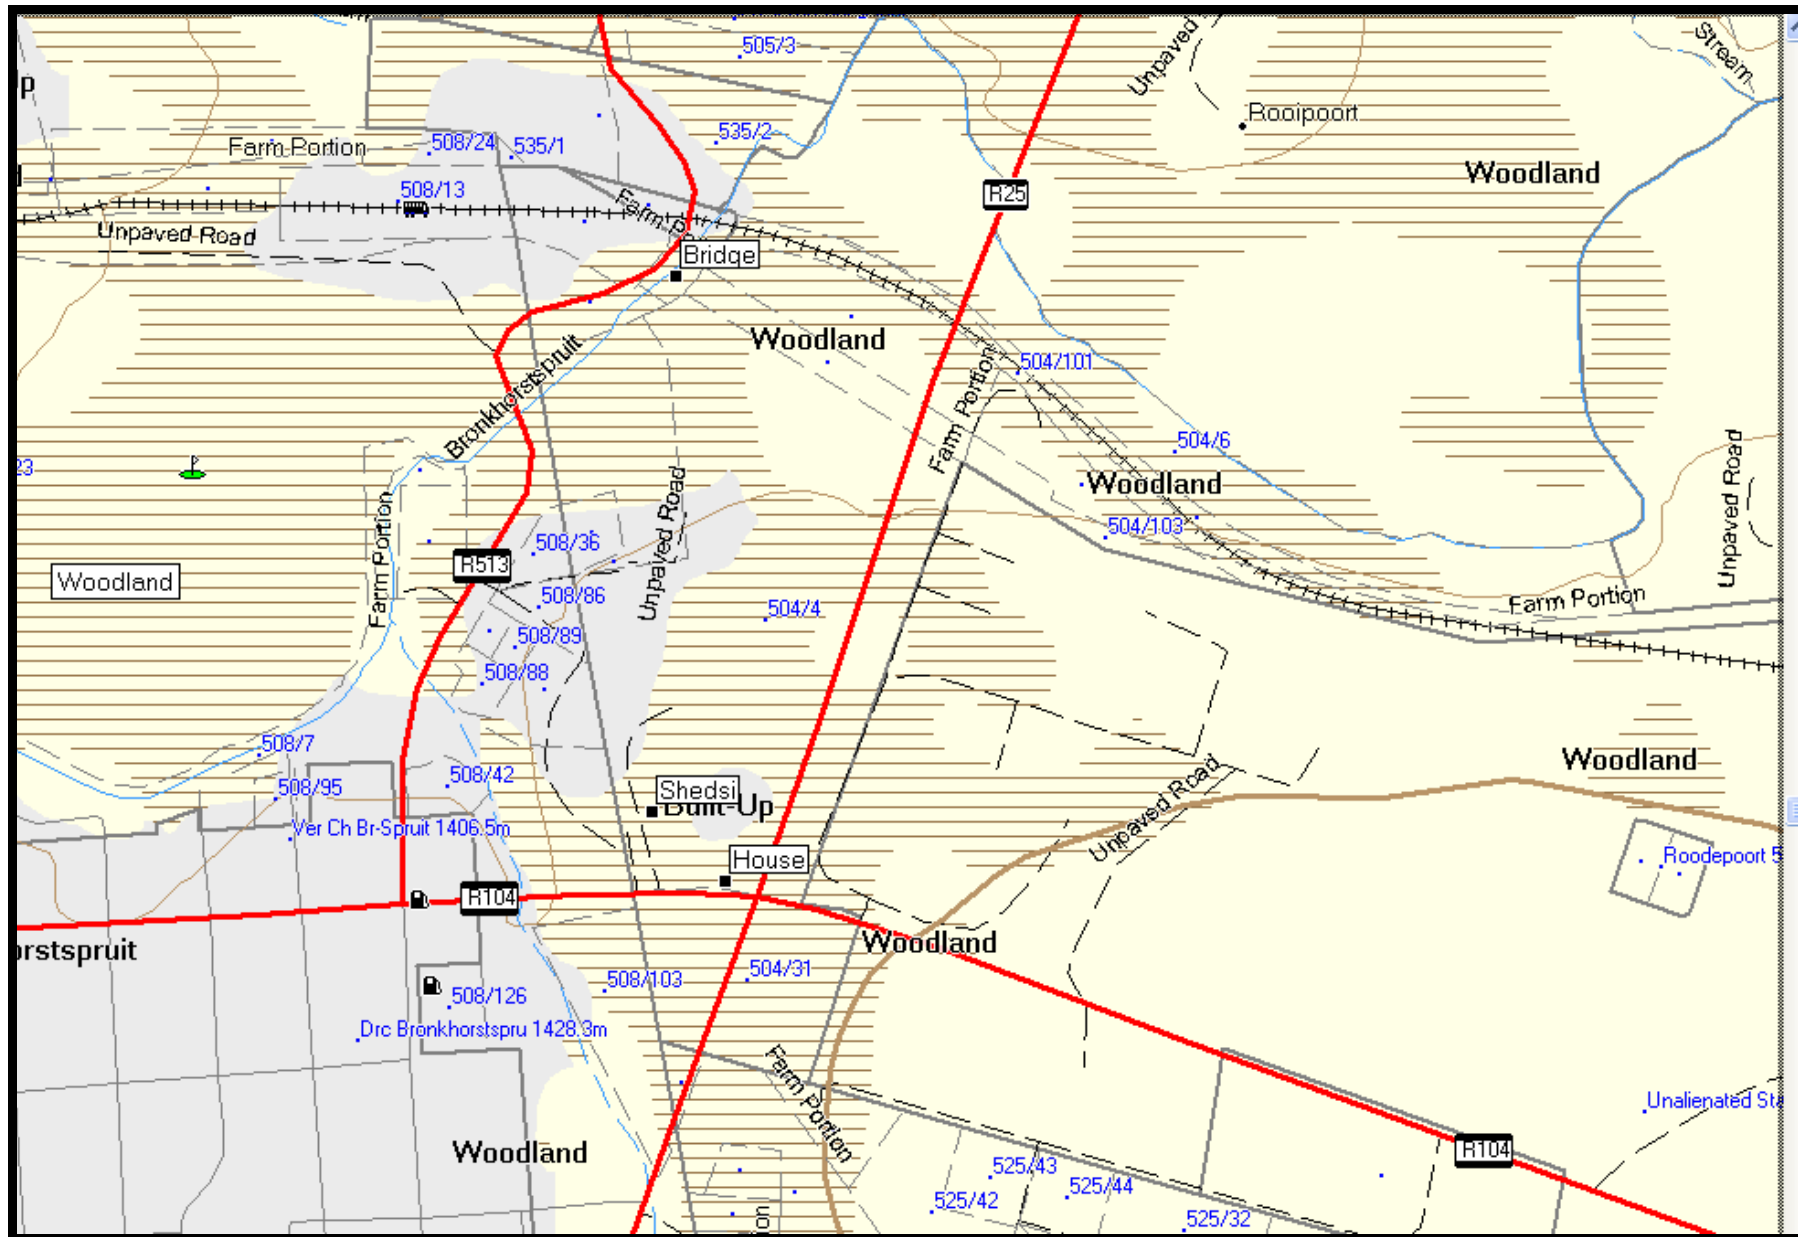 505/3
Unpaved
Stream
p
Rooipoort
535/2
508/24
535/1
Farm Portion
Woodland
508/13
R25
Farm
Unpaved Road
Bridge
Woodland
504/101
Bronkhorstspruit
Farm Portion
504/6
23
Woodland
Unpaved Road
504/103
Farm Portion
Unpaved Road
508/36
R513
Woodland
508/86
Farm Portion
504/4
508/89
508/88
508/7
508/42
Woodland
508/95
Shedsi
Built-Up
Unpaved Road
Ver Ch Br-Spruit 1406.5m
House
Roodepoort 5
R104
orstspruit
Woodland
504/31
508/103
508/126
Drc Bronkhorstspru 1428.3m
Farm Portion
Unalienated Sta
Woodland
R104
525/43
525/44
525/42
525/32
ion